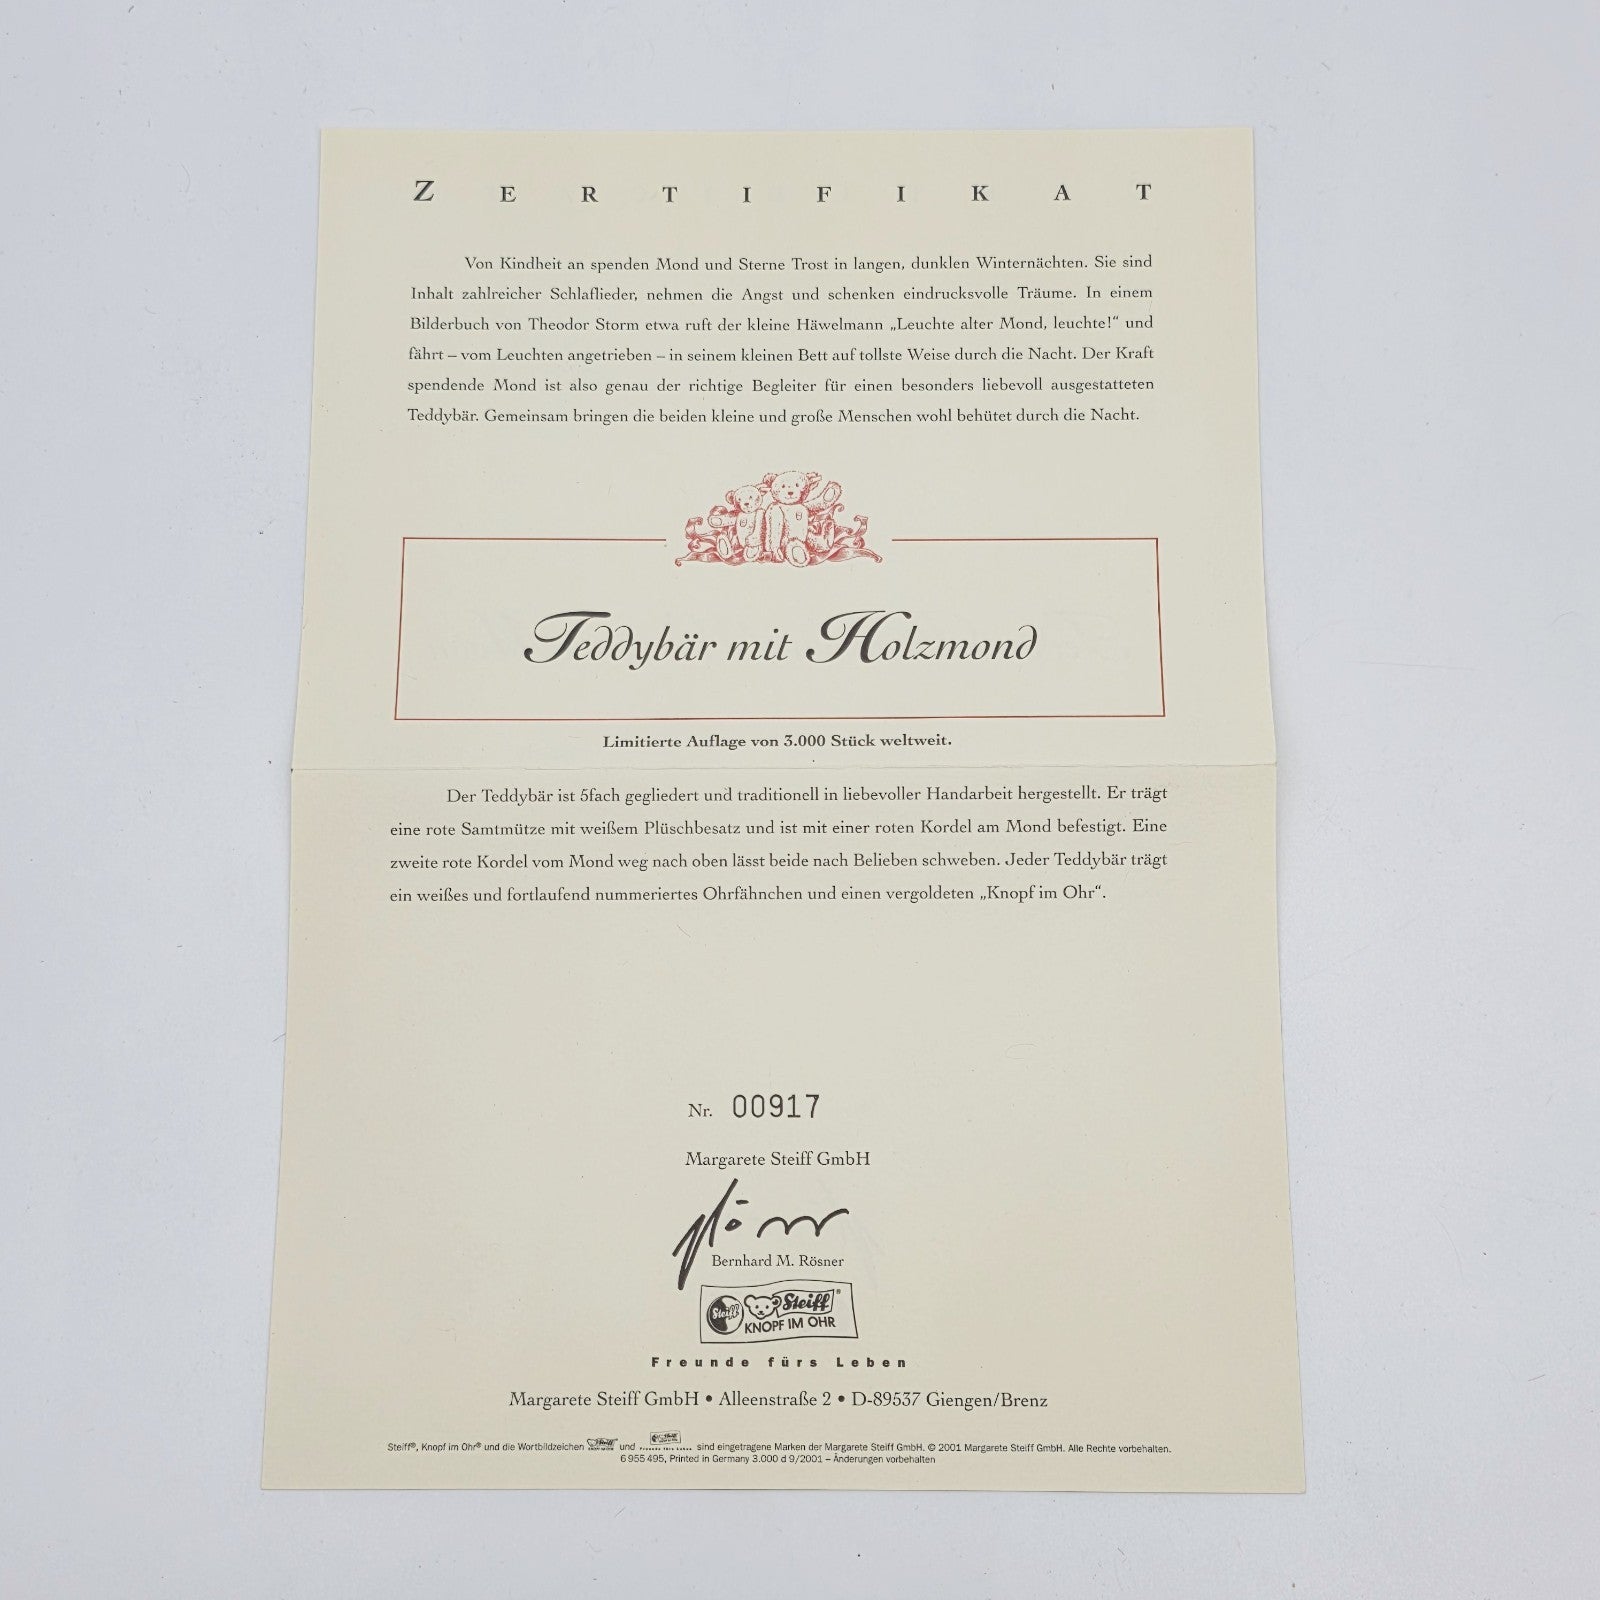 ZERTIFIKAT
Von Kindheit an spenden Mond und Sterne Trost in langen, dunklen Winternächten. Sie sind
Inhalt zahlreicher Schlaflieder, nehmen die Angst und schenken eindrucksvolle Träume. In einem
Bilderbuch von Theodor Storm etwa ruft der kleine Häwelmann „Leuchte alter Mond, leuchte!“ und
fährt – vom Leuchten angetrieben – in seinem kleinen Bett auf tollste Weise durch die Nacht. Der Kraft
spendende Mond ist also genau der richtige Begleiter für einen besonders liebevoll ausgestatteten
Teddybär. Gemeinsam bringen die beiden kleine und große Menschen wohl behütet durch die Nacht.
Teddybär mit Holzmond
Limitierte Auflage von 3.000 Stück weltweit.
Der Teddybär ist 5fach gegliedert und traditionell in liebevoller Handarbeit hergestellt. Er trägt
eine rote Samtmütze mit weißem Plüschbesatz und ist mit einer roten Kordel am Mond befestigt. Eine
zweite rote Kordel vom Mond weg nach oben lässt beide nach Belieben schweben. Jeder Teddybär trägt
ein weißes und fortlaufend nummeriertes Ohrfähnchen und einen vergoldeten „Knopf im Ohr“.
Nr. 00917
Margarete Steiff GmbH
Bernhard M. Rösner
Steiff Steiff®
KNOPF IM OHR
Freunde fürs Leben
Margarete Steiff GmbH • Alleenstraße 2 • D-89537 Giengen/Brenz
Steiff®, Knopf im Ohr® und die Wortbildzeichen und sind eingetragene Marken der Margarete Steiff GmbH. © 2001 Margarete Steiff GmbH. Alle Rechte vorbehalten.
6 955 495, Printed in Germany 3.000 d 9/2001 – Änderungen vorbehalten